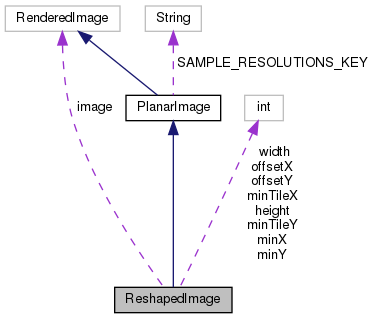 RenderedImage
String
SAMPLE_RESOLUTIONS_KEY
image
PlanarImage
int
width
offsetX
offsetY
minTileX
height
minTileY
minX
minY
ReshapedImage